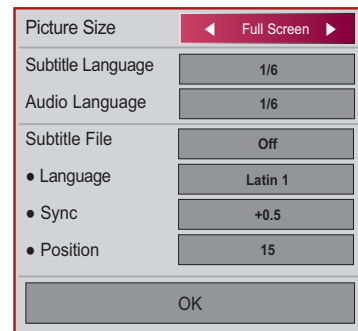 Picture Size ◀ Full Screen ▶
Subtitle Language 1/6
Audio Language 1/6
Subtitle File Off
● Language Latin 1
● Sync +0.5
● Position 15
OK